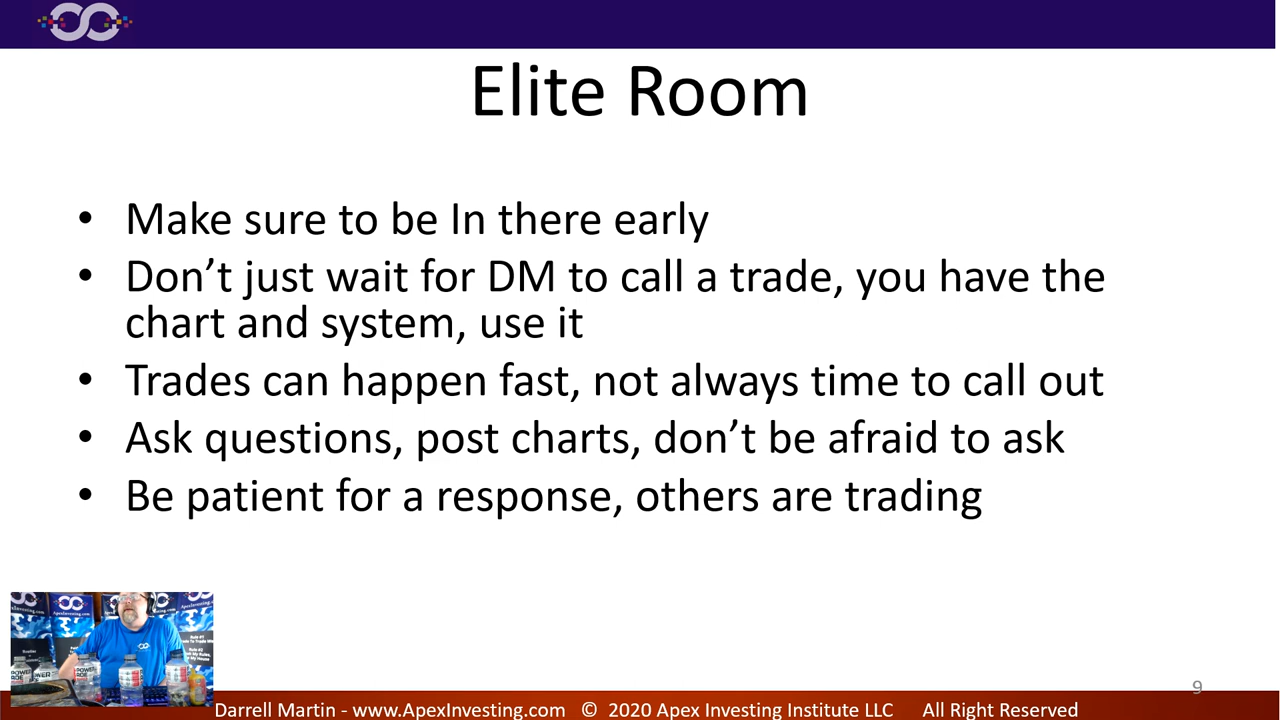 Elite Room
• Make sure to be In there early
• Don’t just wait for DM to call a trade, you have the
chart and system, use it
• Trades can happen fast, not always time to call out
• Ask questions, post charts, don’t be afraid to ask
• Be patient for a response, others are trading
9
Darrell Martin - www.ApexInvesting.com © 2020 Apex Investing Institute LLC All Right Reserved